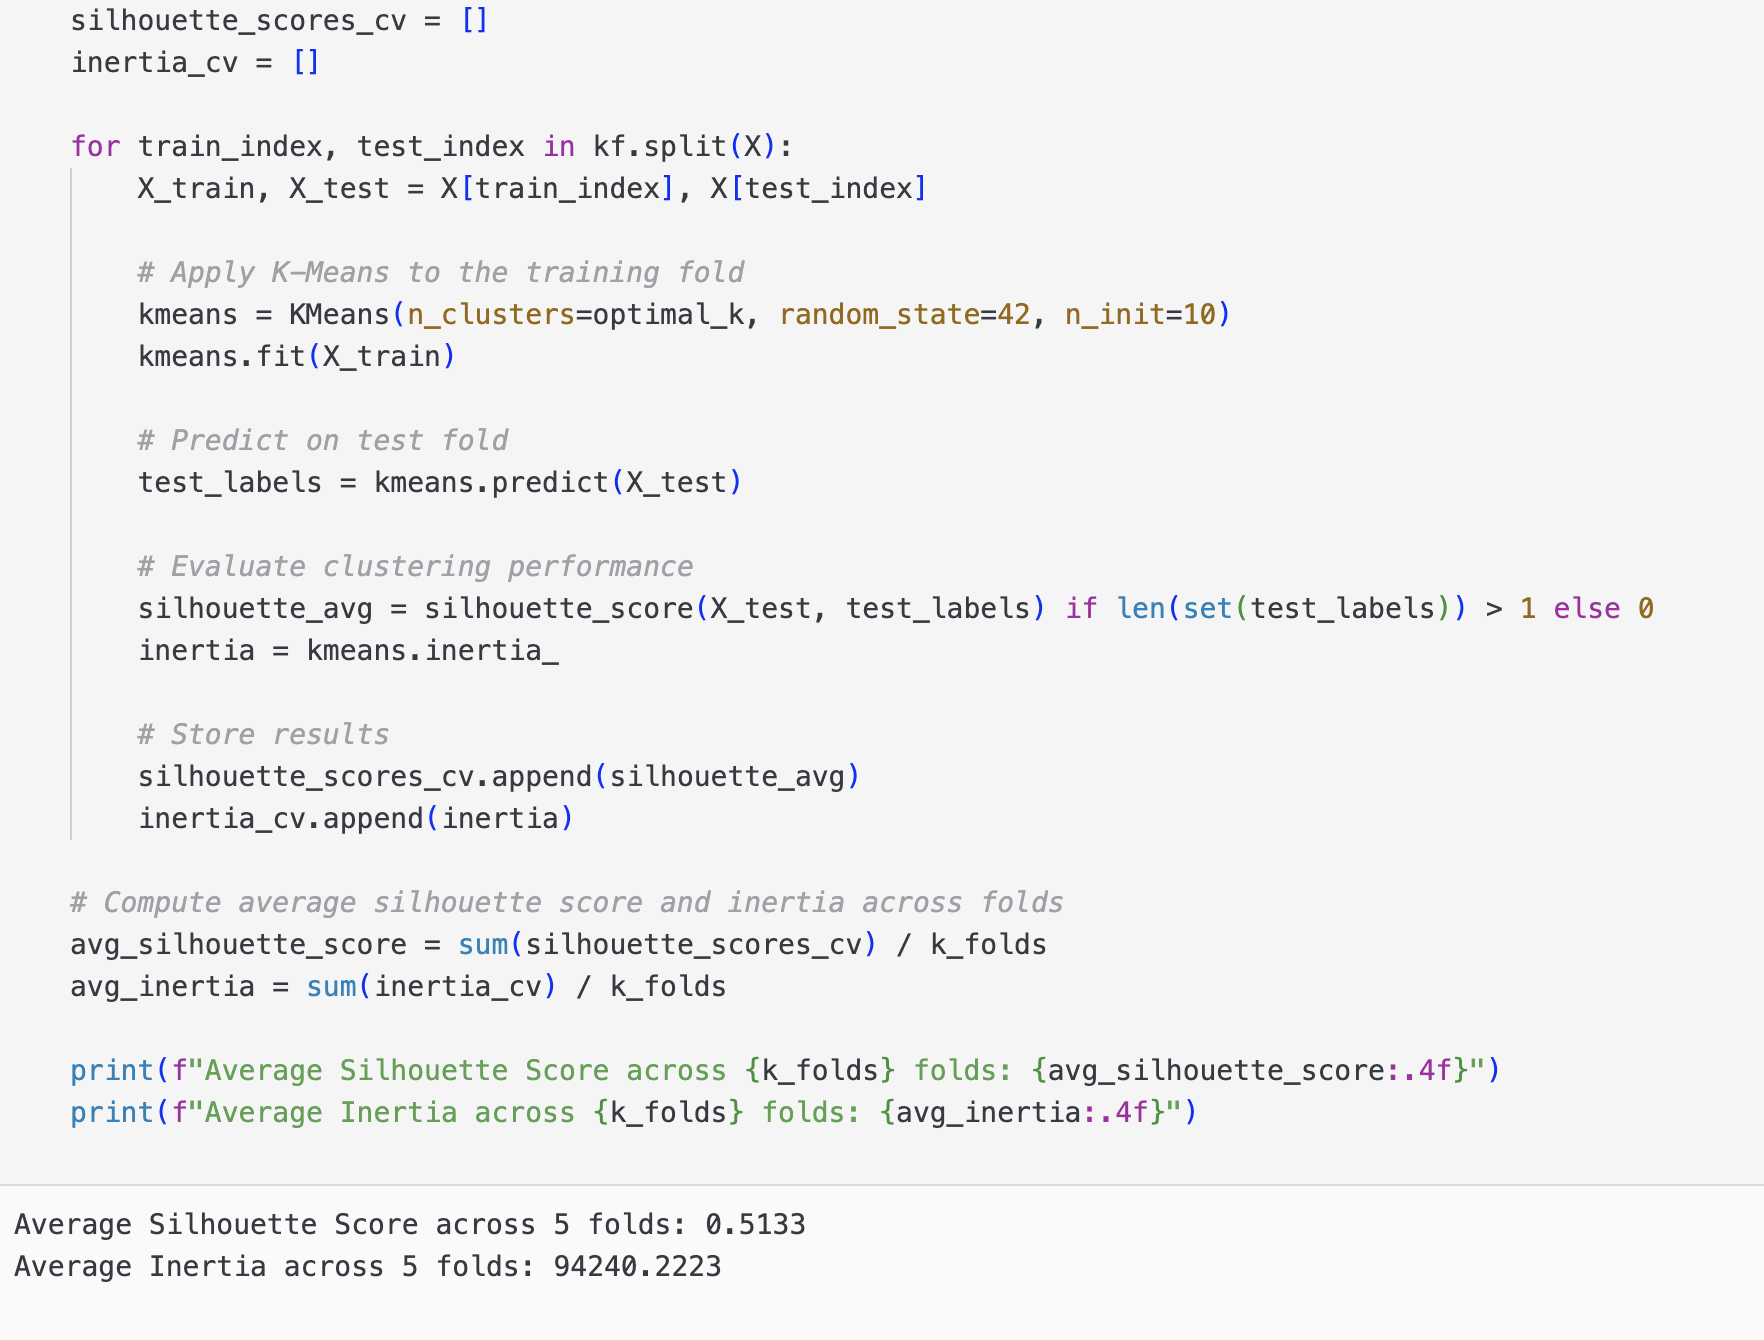 silhouette_scores_cv = []
inertia_cv = []
for train_index, test_index in kf.split(X):
    X_train, X_test = X[train_index], X[test_index]
    # Apply K-Means to the training fold
    kmeans = KMeans(n_clusters=optimal_k, random_state=42, n_init=10)
    kmeans.fit(X_train)
    # Predict on test fold
    test_labels = kmeans.predict(X_test)
    # Evaluate clustering performance
    silhouette_avg = silhouette_score(X_test, test_labels) if len(set(test_labels)) > 1 else 0
    inertia = kmeans.inertia_
    # Store results
    silhouette_scores_cv.append(silhouette_avg)
    inertia_cv.append(inertia)
# Compute average silhouette score and inertia across folds
avg_silhouette_score = sum(silhouette_scores_cv) / k_folds
avg_inertia = sum(inertia_cv) / k_folds
print(f"Average Silhouette Score across {k_folds} folds: {avg_silhouette_score:.4f}")
print(f"Average Inertia across {k_folds} folds: {avg_inertia:.4f}")
Average Silhouette Score across 5 folds: 0.5133
Average Inertia across 5 folds: 94240.2223